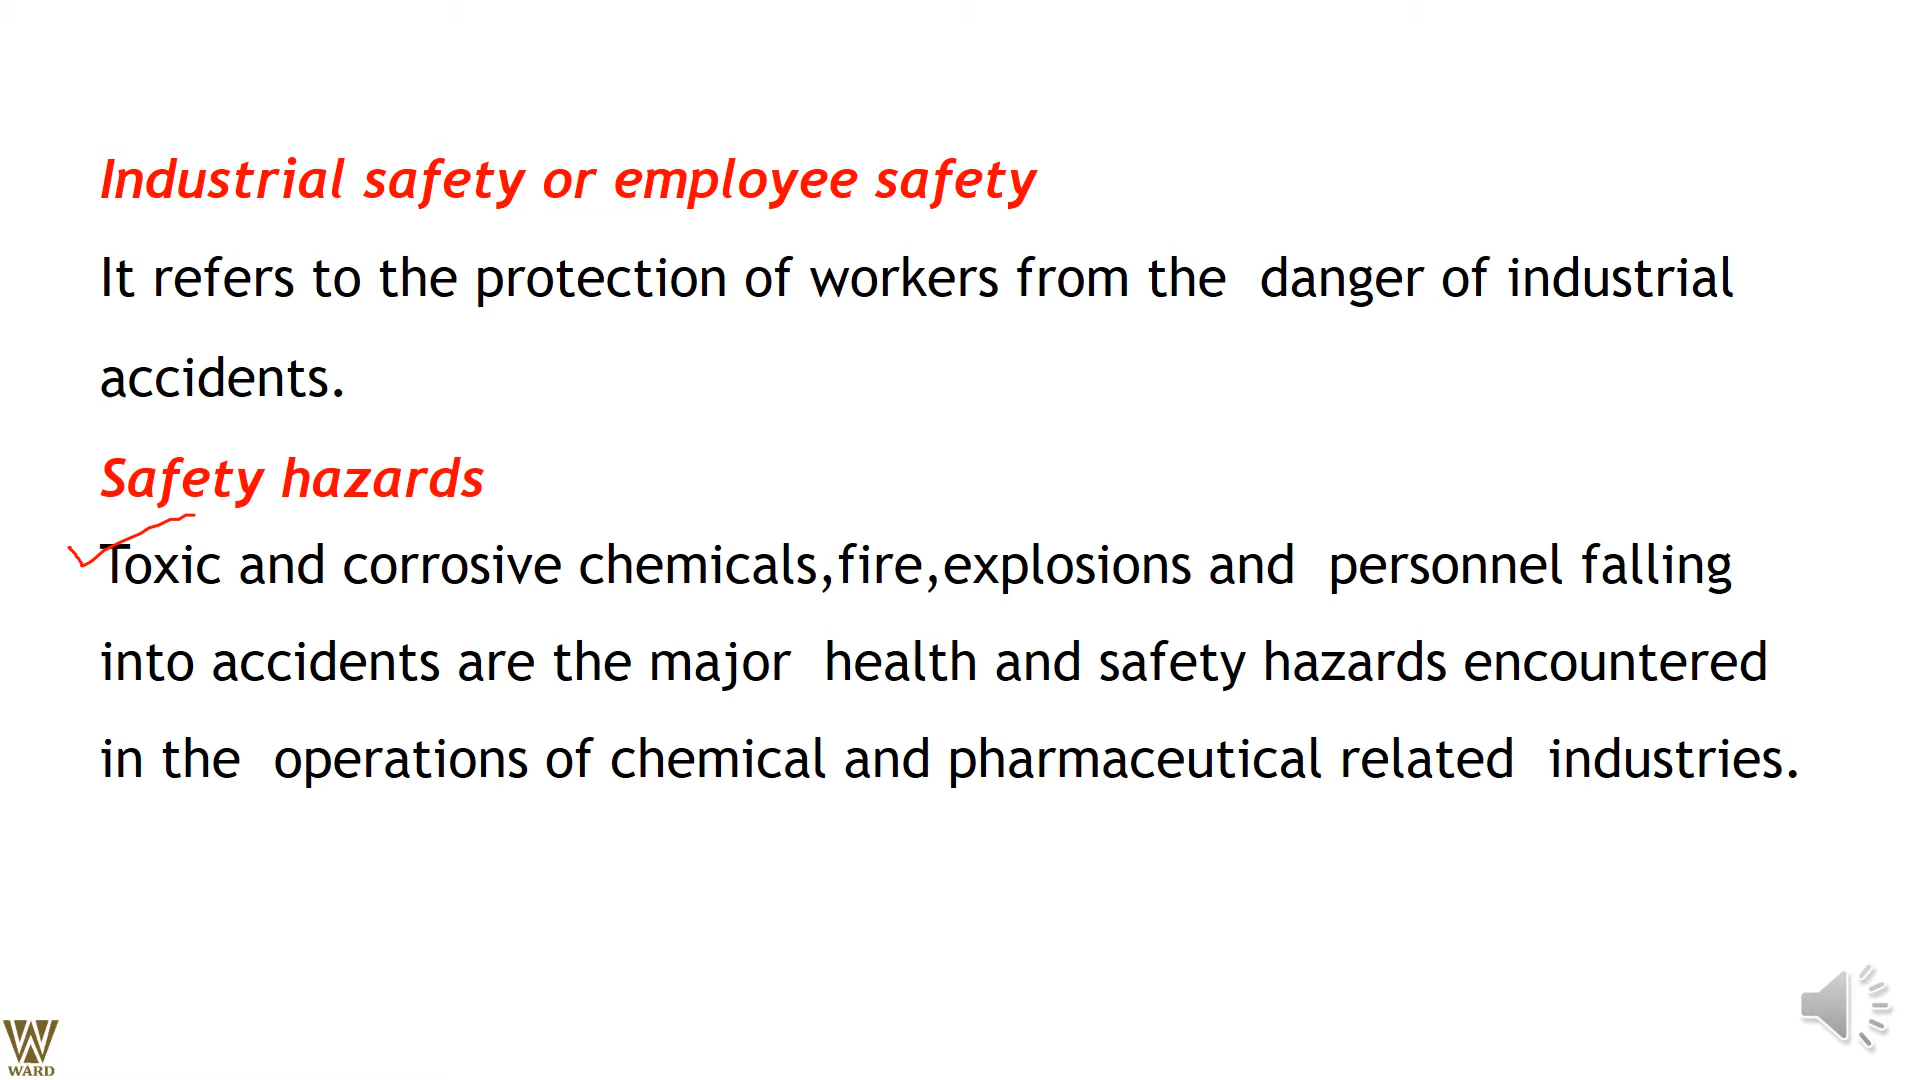 Industrial safety or employee safety
It refers to the protection of workers from the  danger of industrial
accidents.
Safety hazards
Toxic and corrosive chemicals,fire,explosions and  personnel falling
into accidents are the major  health and safety hazards encountered
in the  operations of chemical and pharmaceutical related  industries.
WARD